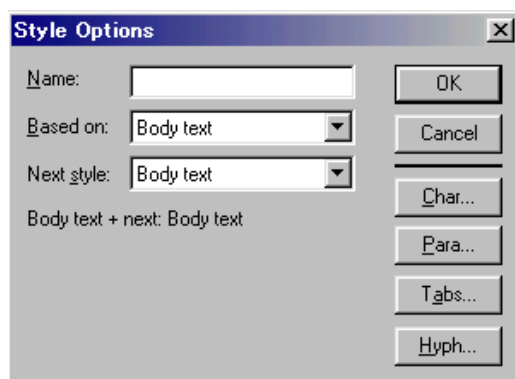 Style Options
Name:
OK
Based on: Body text
Cancel
Next style: Body text
Char...
Body text + next: Body text
Para...
Tabs...
Hyph...